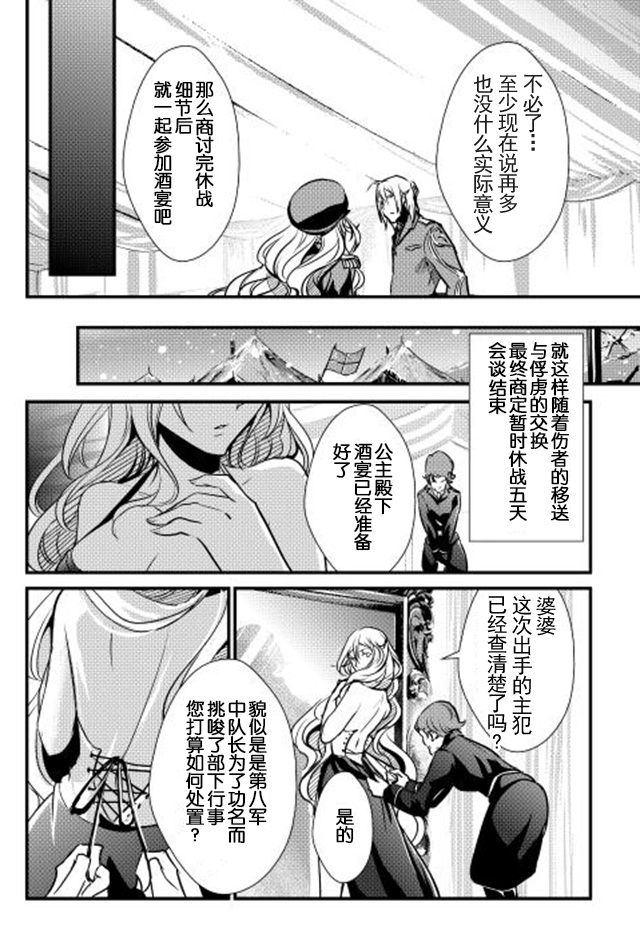 不必了…
至少现在说再多
也没什么实际意义
那么商讨完休战
细节后
就一起参加酒宴吧
就这样随着伤者的移送
与俘虏的交换
最终商定暂时休战五天
会谈结束
公主殿下
酒宴已经准备
好了
婆婆
这次出手的主犯
已经查清楚了吗？
是的
貌似是是第八军
中队长为了功名而
挑唆了部下行事
您打算如何处置？